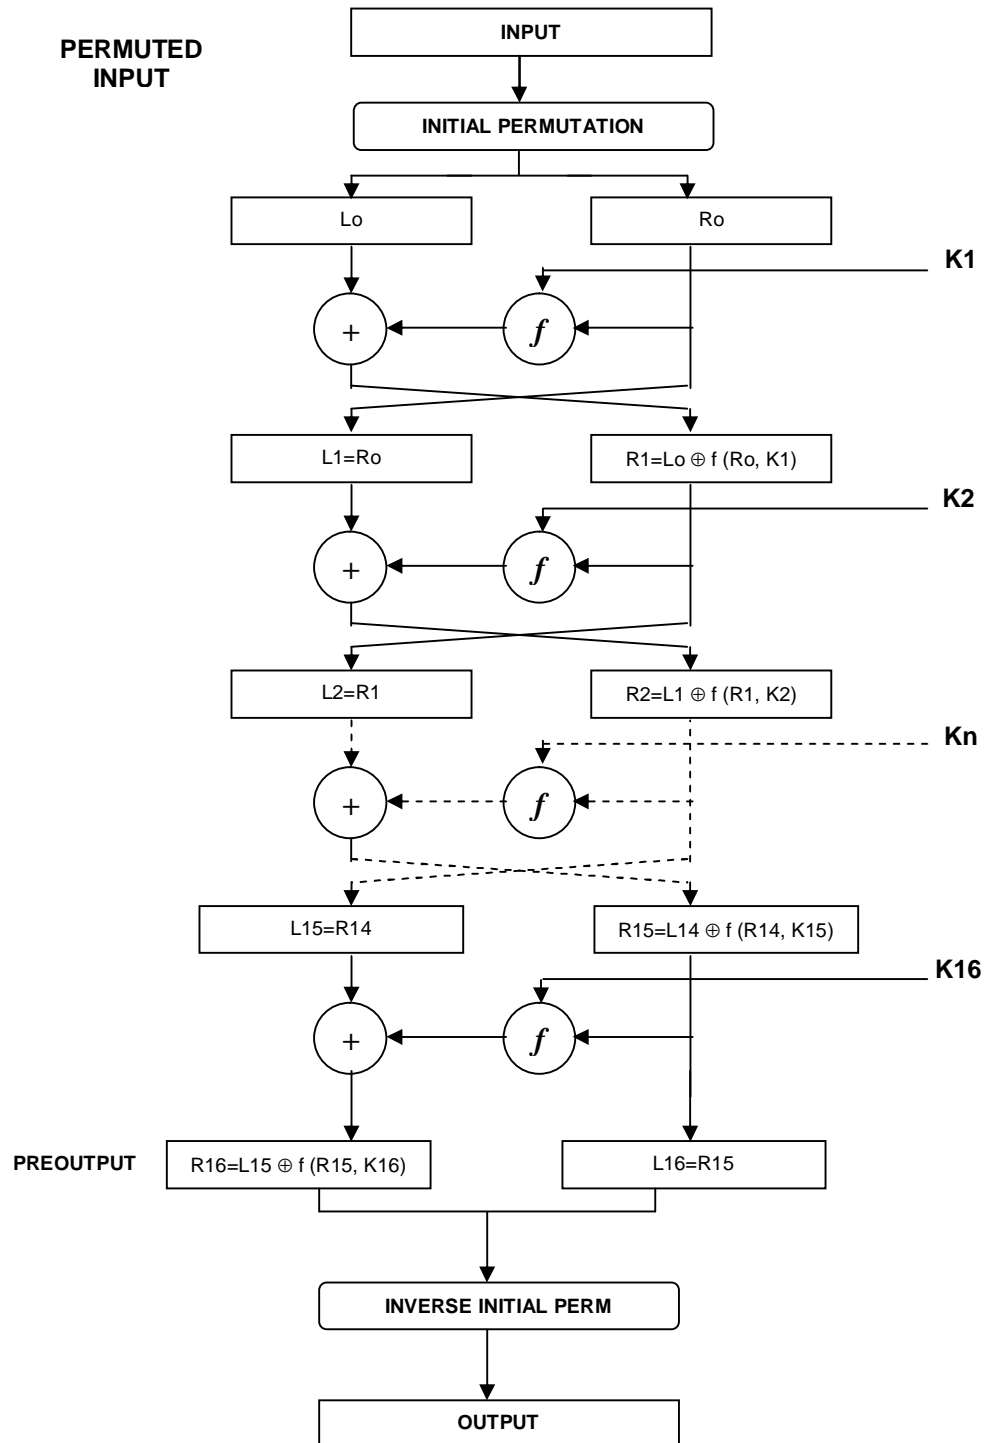 INPUT
PERMUTED
INPUT
INITIAL PERMUTATION
Lo
Ro
K1
+
f
L1=Ro
R1=Lo ⊕ f (Ro, K1)
K2
+
f
L2=R1
R2=L1 ⊕ f (R1, K2)
Kn
+
f
L15=R14
R15=L14 ⊕ f (R14, K15)
K16
+
f
PREOUTPUT
R16=L15 ⊕ f (R15, K16)
L16=R15
INVERSE INITIAL PERM
OUTPUT